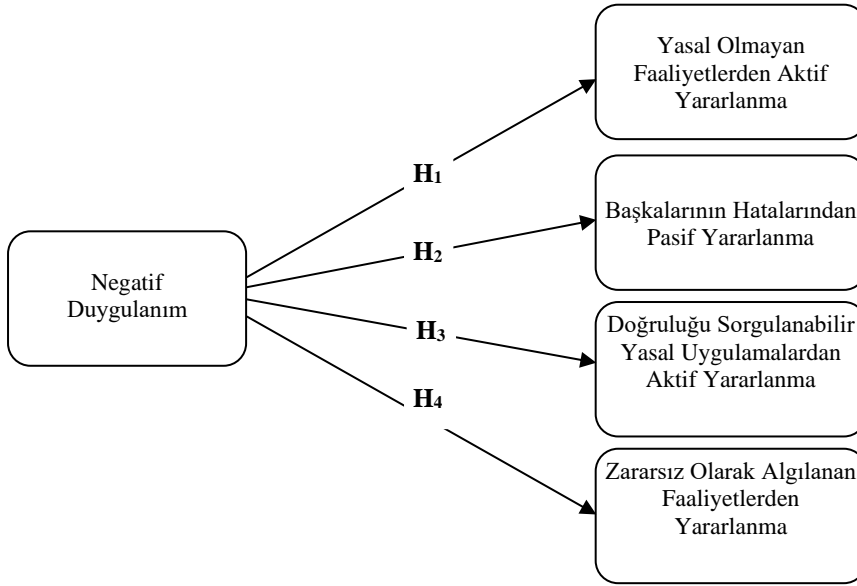 Yasal Olmayan
Faaliyetlerden Aktif
Yararlanma
H1
Başkalarının Hatalarından
Pasif Yararlanma
H2
Negatif
Duygulanım
H3
Doğruluğu Sorgulanabilir
Yasal Uygulamalardan
Aktif Yararlanma
H4
Zararsız Olarak Algılanan
Faaliyetlerden
Yararlanma